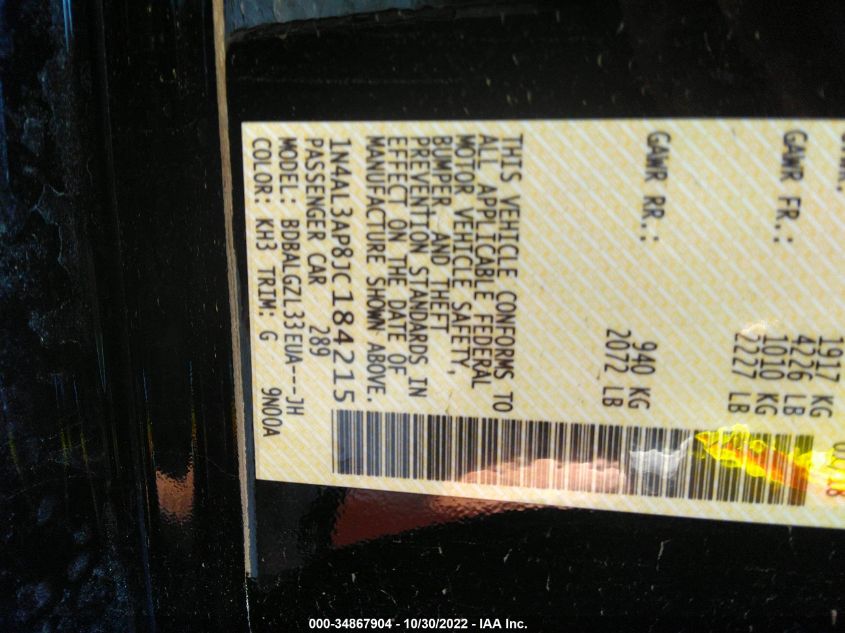 02/18
1917 KG
4226 LB
GAWR FR.: 1010 KG
2227 LB
GAWR RR.: 940 KG
2072 LB
THIS VEHICLE CONFORMS TO
ALL APPLICABLE FEDERAL
MOTOR VEHICLE SAFETY,
BUMPER, AND THEFT
PREVENTION STANDARDS IN
EFFECT ON THE DATE OF
MANUFACTURE SHOWN ABOVE.
1N4AL3AP8JC184215
PASSENGER CAR 289
MODEL: BDBALGZL33EUA---JH
COLOR: KH3 TRIM: G 9N00A
000-34867904 - 10/30/2022 - IAA Inc.